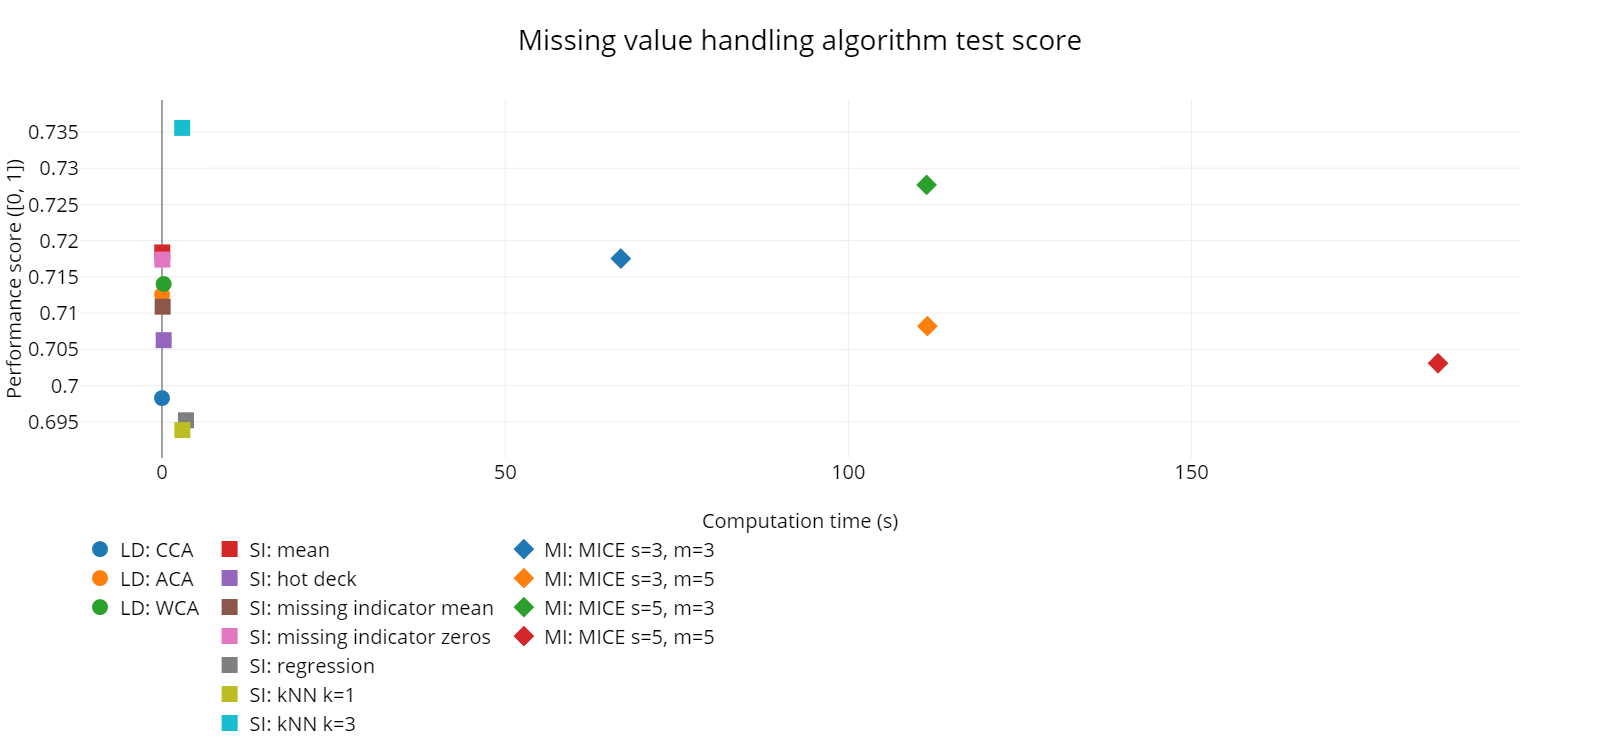 Missing value handling algorithm test score
Performance score ([0, 1])
0.735
0.73
0.725
0.72
0.715
0.71
0.705
0.7
0.695
0
50
100
150
Computation time (s)
LD: CCA
LD: ACA
LD: WCA
SI: mean
SI: hot deck
SI: missing indicator mean
SI: missing indicator zeros
SI: regression
SI: kNN k=1
SI: kNN k=3
MI: MICE s=3, m=3
MI: MICE s=3, m=5
MI: MICE s=5, m=3
MI: MICE s=5, m=5